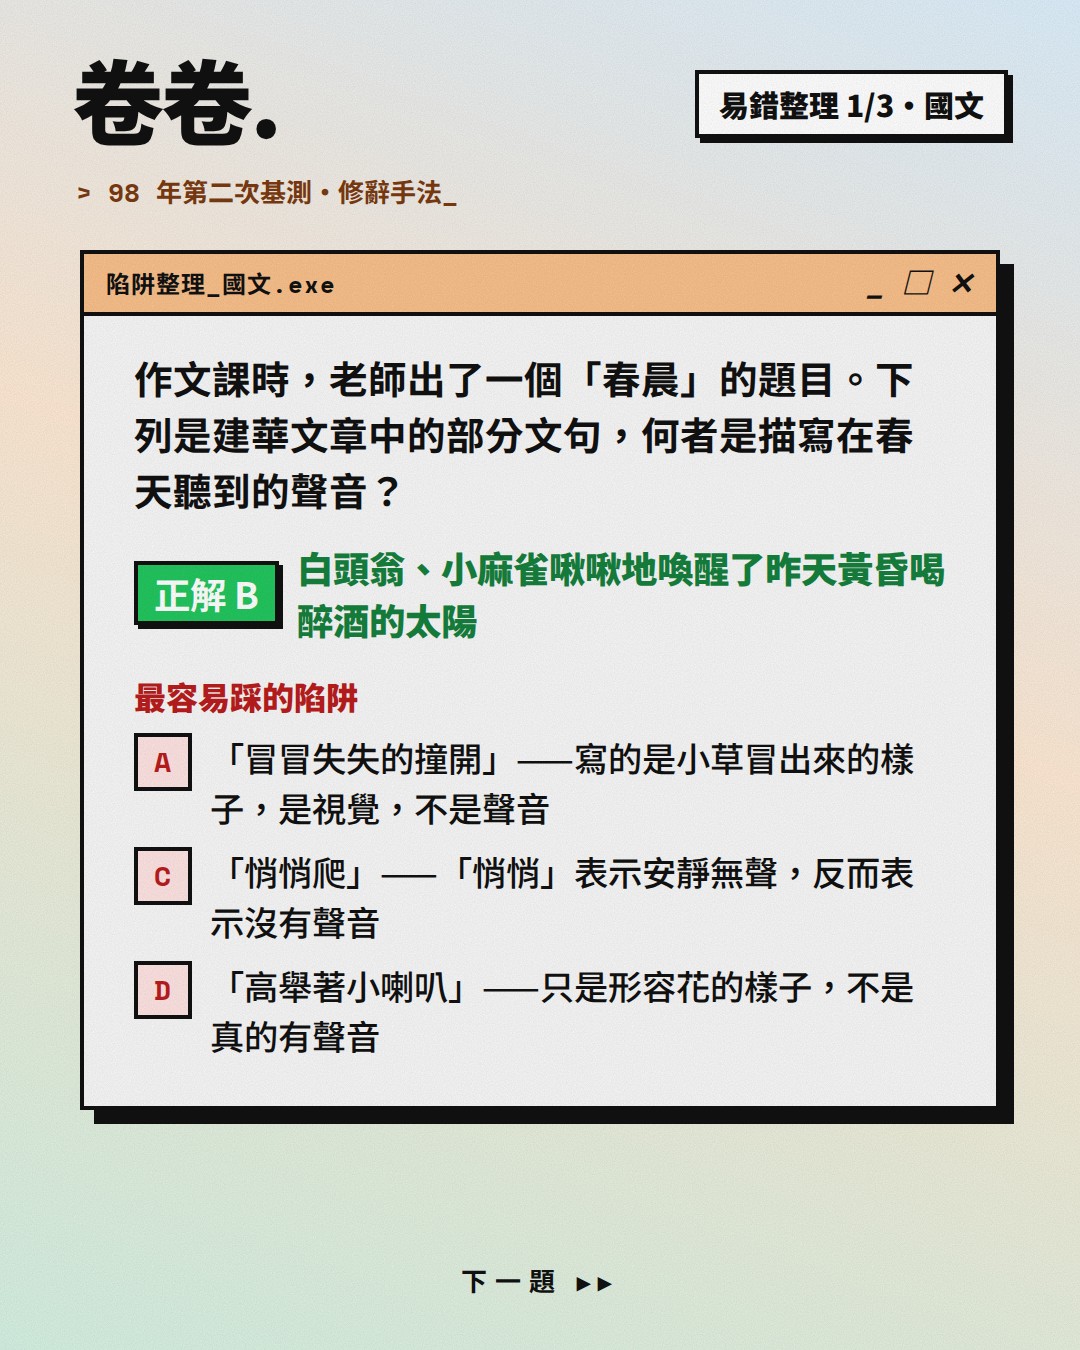 卷卷.
易錯整理 1/3・國文
> 98 年第二次基測・修辭手法_
陷阱整理_國文.exe
_ □ ✕
作文課時，老師出了一個「春晨」的題目。下
列是建華文章中的部分文句，何者是描寫在春
天聽到的聲音？
正解 B
白頭翁、小麻雀啾啾地喚醒了昨天黃昏喝
醉酒的太陽
最容易踩的陷阱
A
「冒冒失失的撞開」——寫的是小草冒出來的樣
子，是視覺，不是聲音
C
「悄悄爬」——「悄悄」表示安靜無聲，反而表
示沒有聲音
D
「高舉著小喇叭」——只是形容花的樣子，不是
真的有聲音
下一題 ▸▸